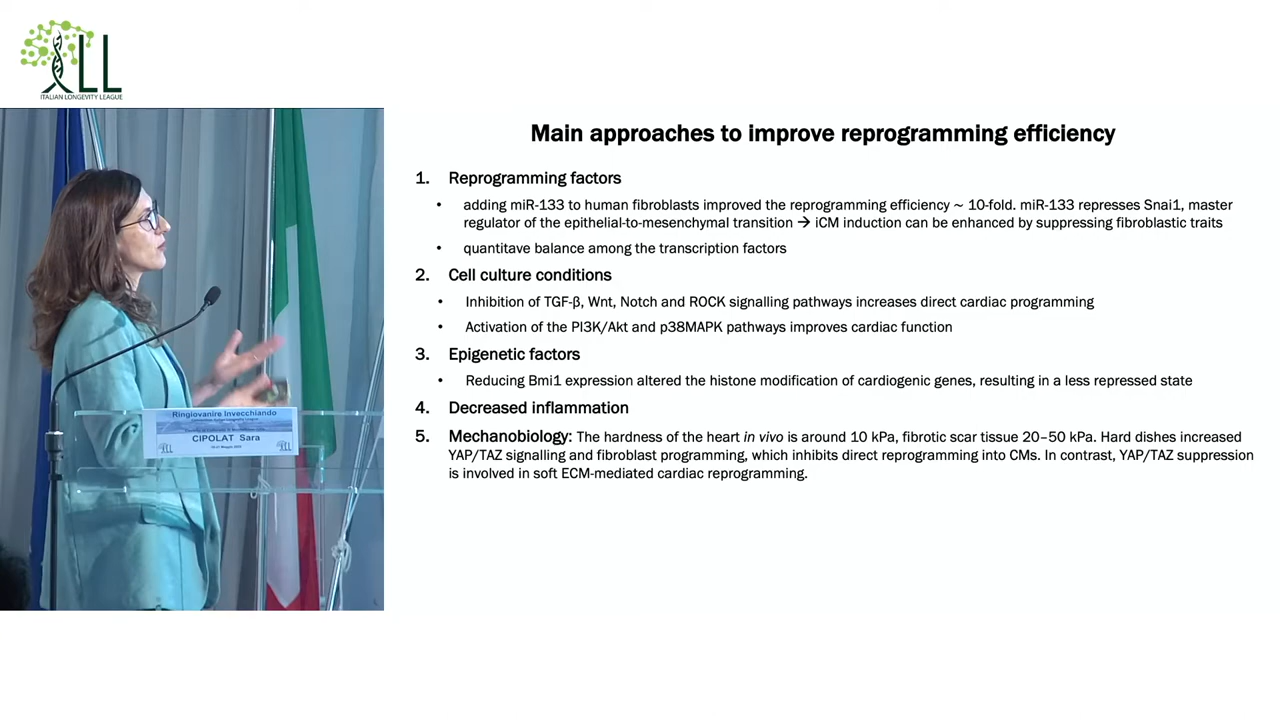 LL
ITALIAN LONGEVITY LEAGUE
Main approaches to improve reprogramming efficiency
1. Reprogramming factors
• adding miR-133 to human fibroblasts improved the reprogramming efficiency ~ 10-fold. miR-133 represses Snai1, master
regulator of the epithelial-to-mesenchymal transition → iCM induction can be enhanced by suppressing fibroblastic traits
• quantitave balance among the transcription factors
2. Cell culture conditions
• Inhibition of TGF-β, Wnt, Notch and ROCK signalling pathways increases direct cardiac programming
• Activation of the PI3K/Akt and p38MAPK pathways improves cardiac function
3. Epigenetic factors
• Reducing Bmi1 expression altered the histone modification of cardiogenic genes, resulting in a less repressed state
4. Decreased inflammation
5. Mechanobiology: The hardness of the heart in vivo is around 10 kPa, fibrotic scar tissue 20–50 kPa. Hard dishes increased
YAP/TAZ signalling and fibroblast programming, which inhibits direct reprogramming into CMs. In contrast, YAP/TAZ suppression
is involved in soft ECM-mediated cardiac reprogramming.
Ringiovanire Invecchiando
CIPOLAT Sara